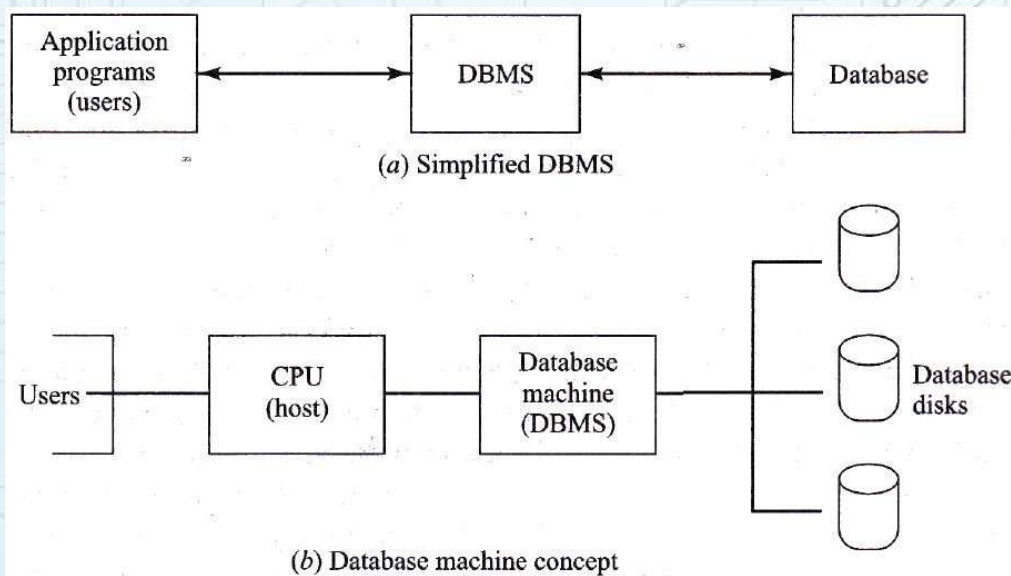 Application
programs
(users)
DBMS
Database
(a) Simplified DBMS
Users
CPU
(host)
Database
machine
(DBMS)
Database
disks
(b) Database machine concept